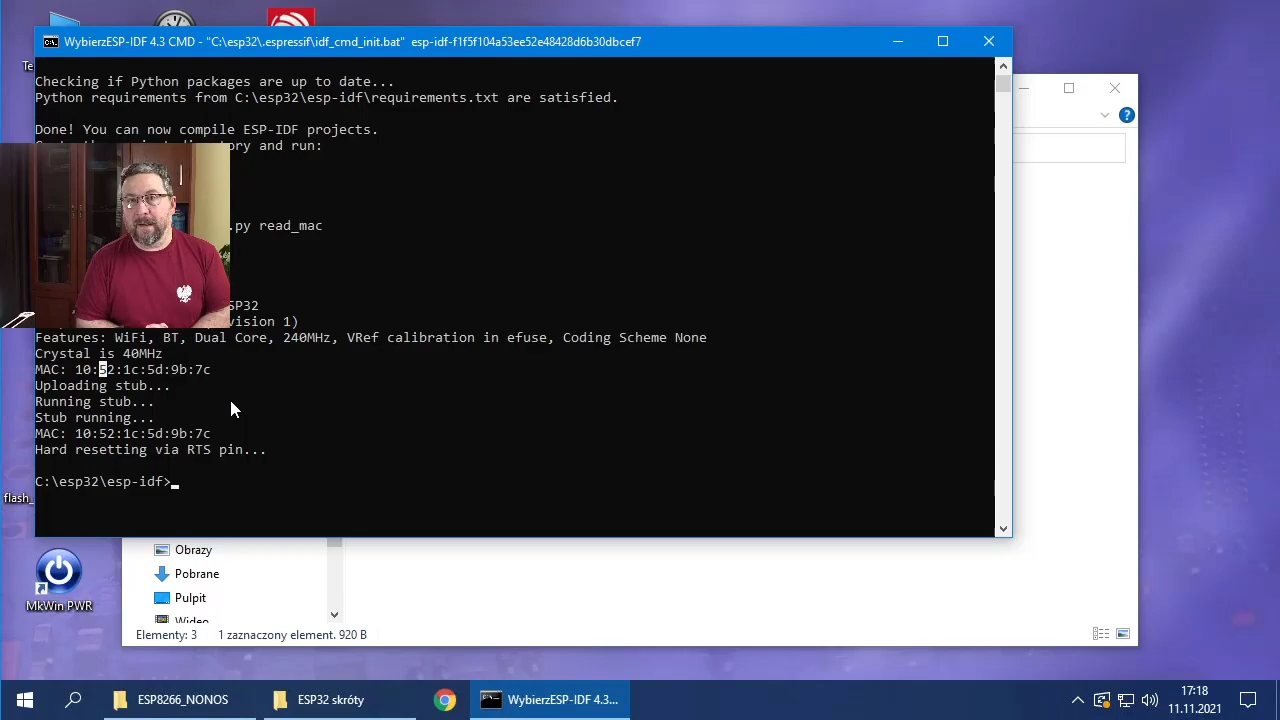 WybierzESP-IDF 4.3 CMD - "C:\esp32\.espressif\idf_cmd_init.bat"  esp-idf-f1f5f104a53ee52e48428d6b30dbcef7
Te
Checking if Python packages are up to date...
Python requirements from C:\esp32\esp-idf\requirements.txt are satisfied.
Done! You can now compile ESP-IDF projects.
and run:
.py read_mac
SP32
vision 1)
Features: WiFi, BT, Dual Core, 240MHz, VRef calibration in efuse, Coding Scheme None
Crystal is 40MHz
MAC: 10:52:1c:5d:9b:7c
Uploading stub...
Running stub...
Stub running...
MAC: 10:52:1c:5d:9b:7c
Hard resetting via RTS pin...
C:\esp32\esp-idf>
flash_
Obrazy
Pobrane
Pulpit
Wideo
MkWin PWR
Elementy: 3
1 zaznaczony element. 920 B
ESP8266_NONOS
ESP32 skróty
WybierzESP-IDF 4.3...
17:18
11.11.2021